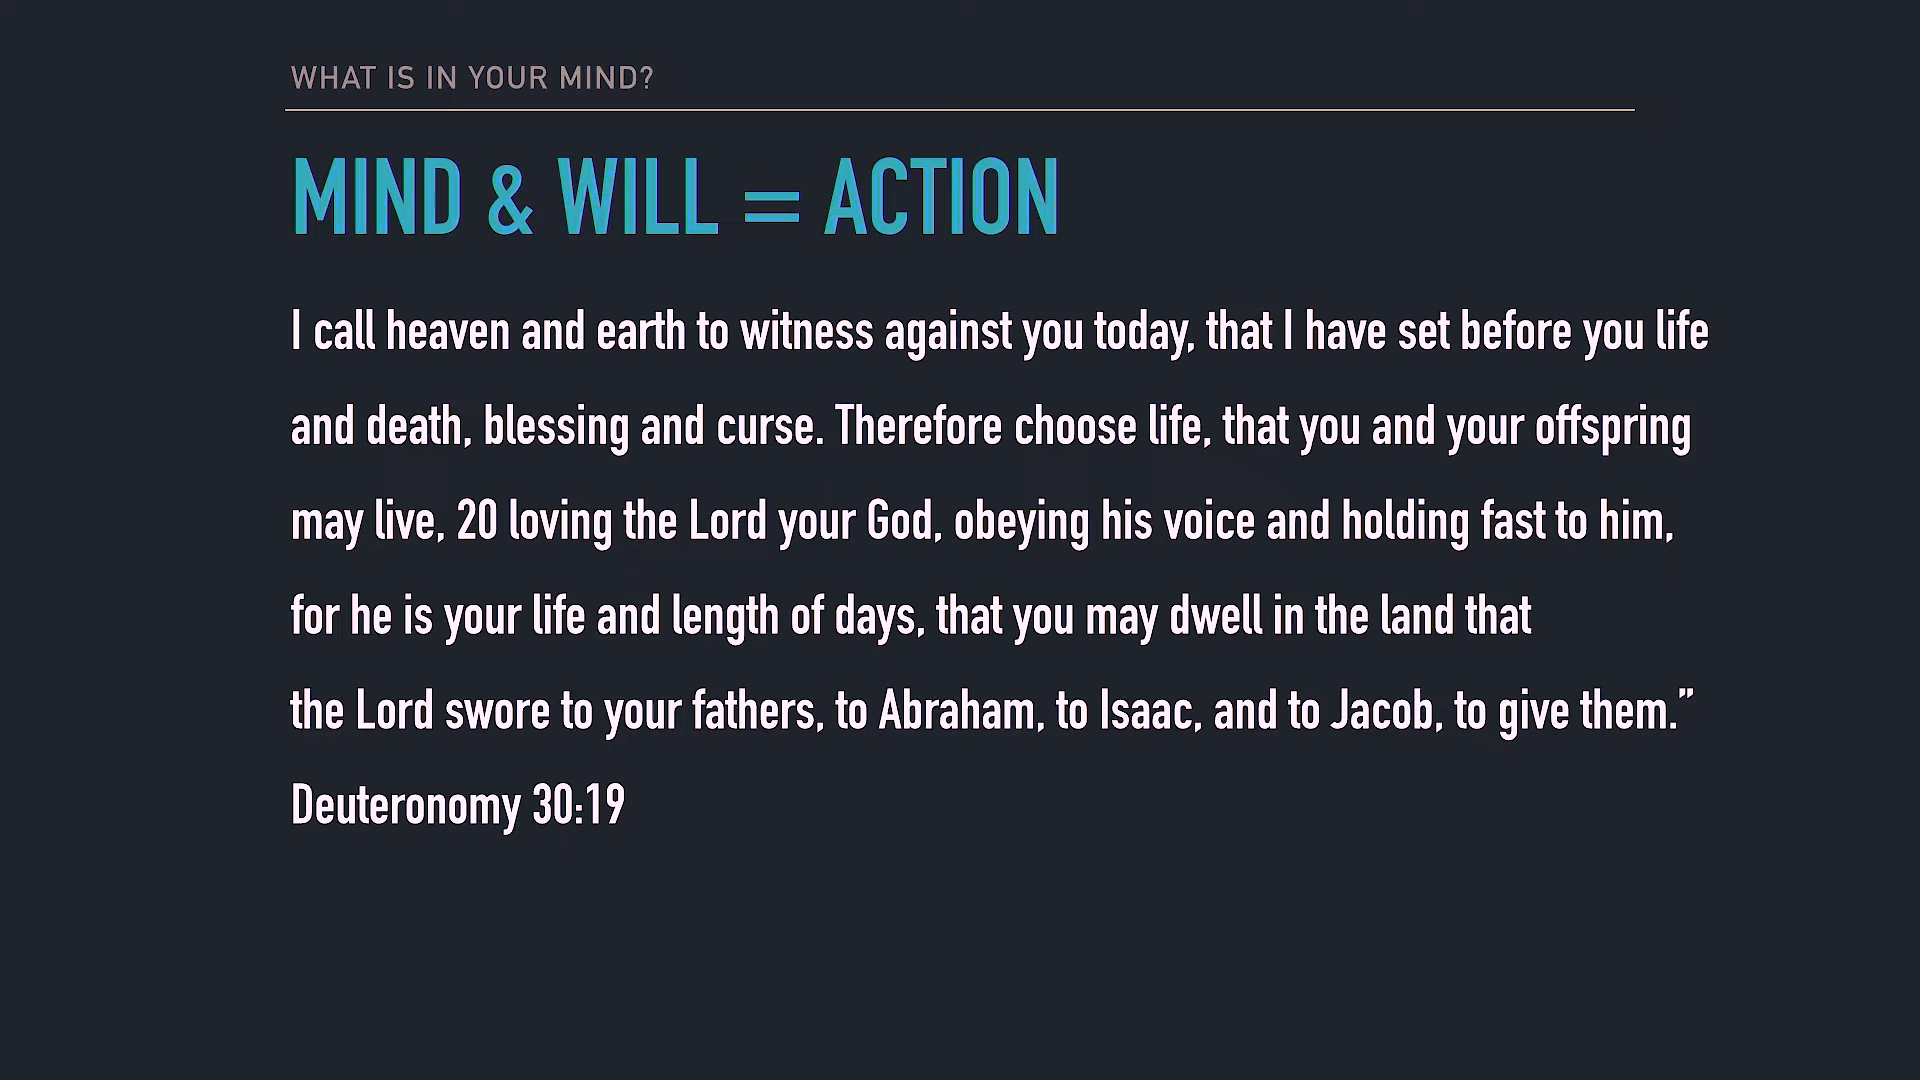 WHAT IS IN YOUR MIND?
MIND & WILL = ACTION
I call heaven and earth to witness against you today, that I have set before you life
and death, blessing and curse. Therefore choose life, that you and your offspring
may live, 20 loving the Lord your God, obeying his voice and holding fast to him,
for he is your life and length of days, that you may dwell in the land that
the Lord swore to your fathers, to Abraham, to Isaac, and to Jacob, to give them.”
Deuteronomy 30:19